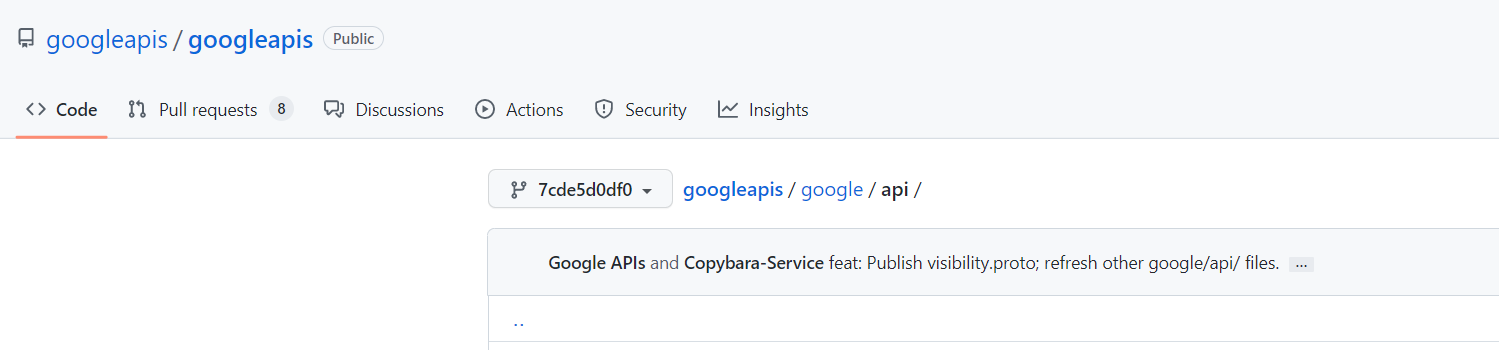 googleapis / googleapis Public
Code Pull requests 8 Discussions Actions Security Insights
7cde5d0df0 googleapis / google / api /
Google APIs and Copybara-Service feat: Publish visibility.proto; refresh other google/api/ files. ...
..